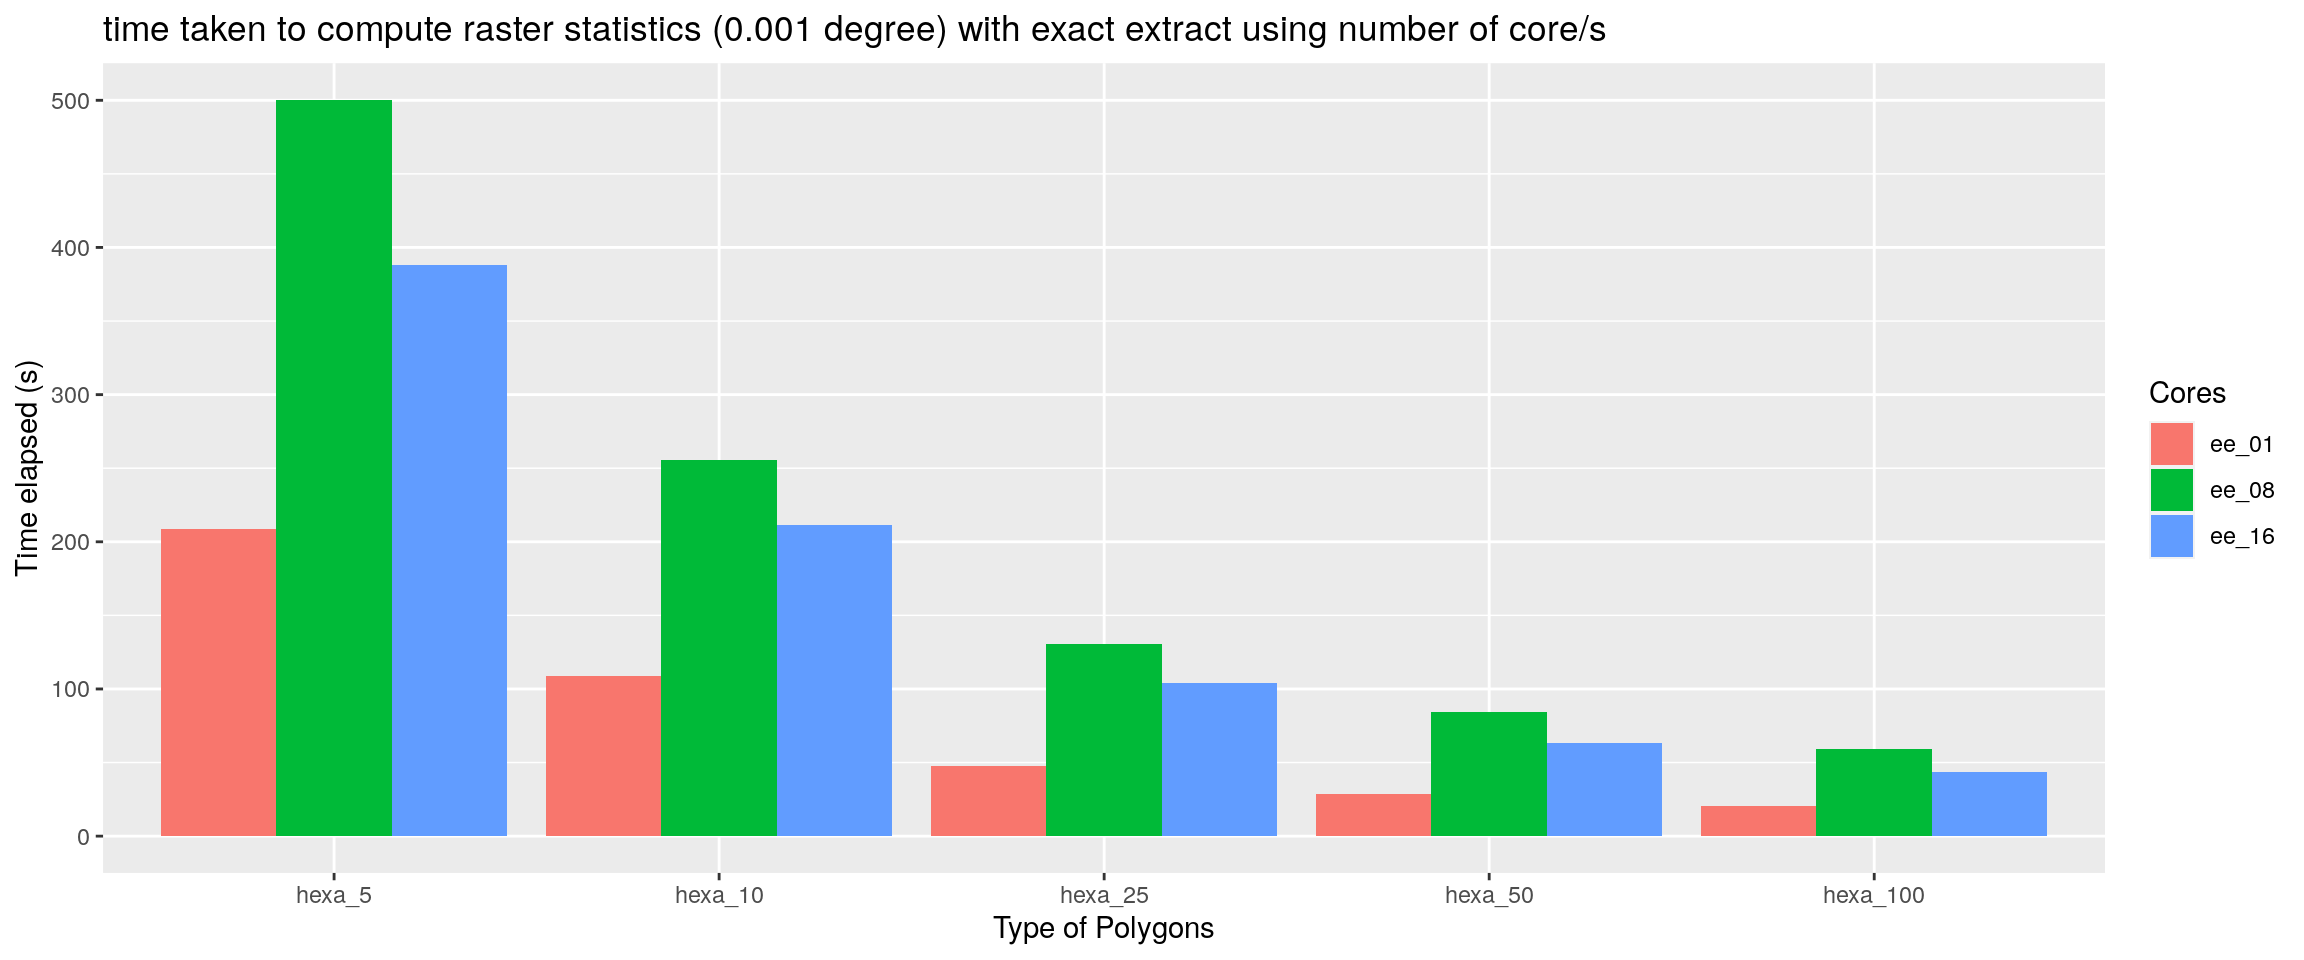 time taken to compute raster statistics (0.001 degree) with exact extract using number of core/s
Time elapsed (s)
500
400
300
200
100
0
hexa_5
hexa_10
hexa_25
hexa_50
hexa_100
Type of Polygons
Cores
ee_01
ee_08
ee_16